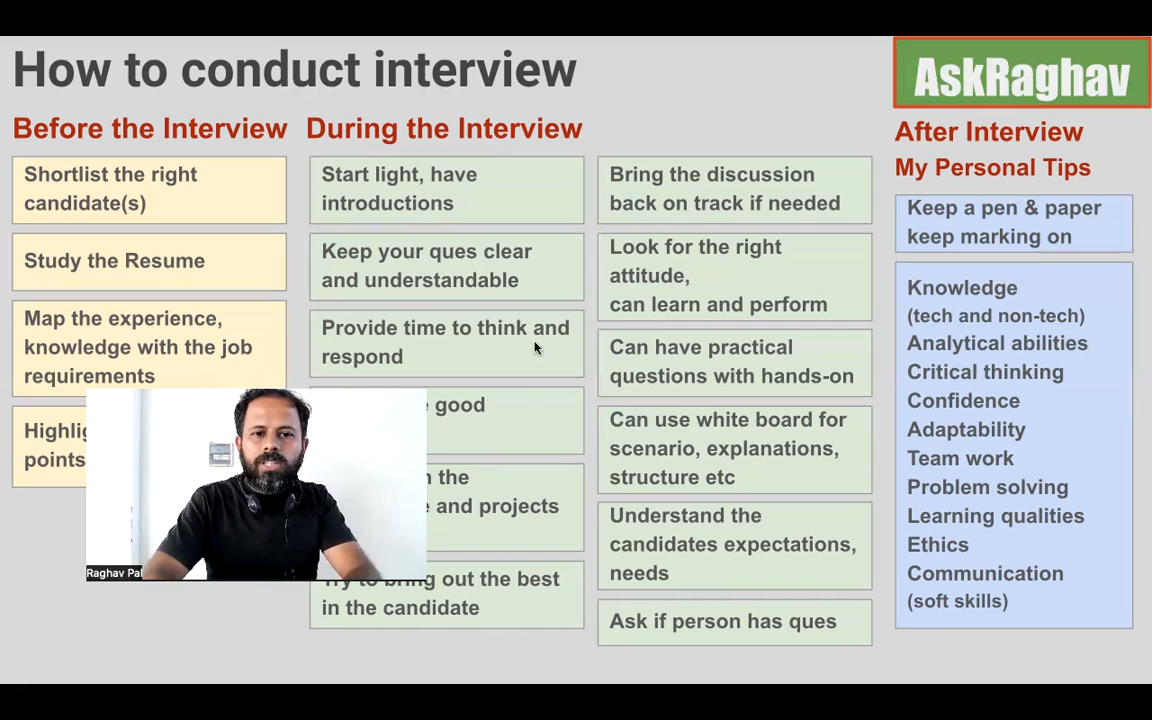 How to conduct interview
AskRaghav
Before the Interview
Shortlist the right
candidate(s)
Study the Resume
Map the experience,
knowledge with the job
requirements
points
During the Interview
Start light, have
introductions
Keep your ques clear
and understandable
Provide time to think and
respond
good
the
and projects
Try to bring out the best
in the candidate
Bring the discussion
back on track if needed
Look for the right
attitude,
can learn and perform
Can have practical
questions with hands-on
Can use white board for
scenario, explanations,
structure etc
Understand the
candidates expectations,
needs
Ask if person has ques
After Interview
My Personal Tips
Keep a pen & paper
keep marking on
Knowledge
(tech and non-tech)
Analytical abilities
Critical thinking
Confidence
Adaptability
Team work
Problem solving
Learning qualities
Ethics
Communication
(soft skills)
Raghav